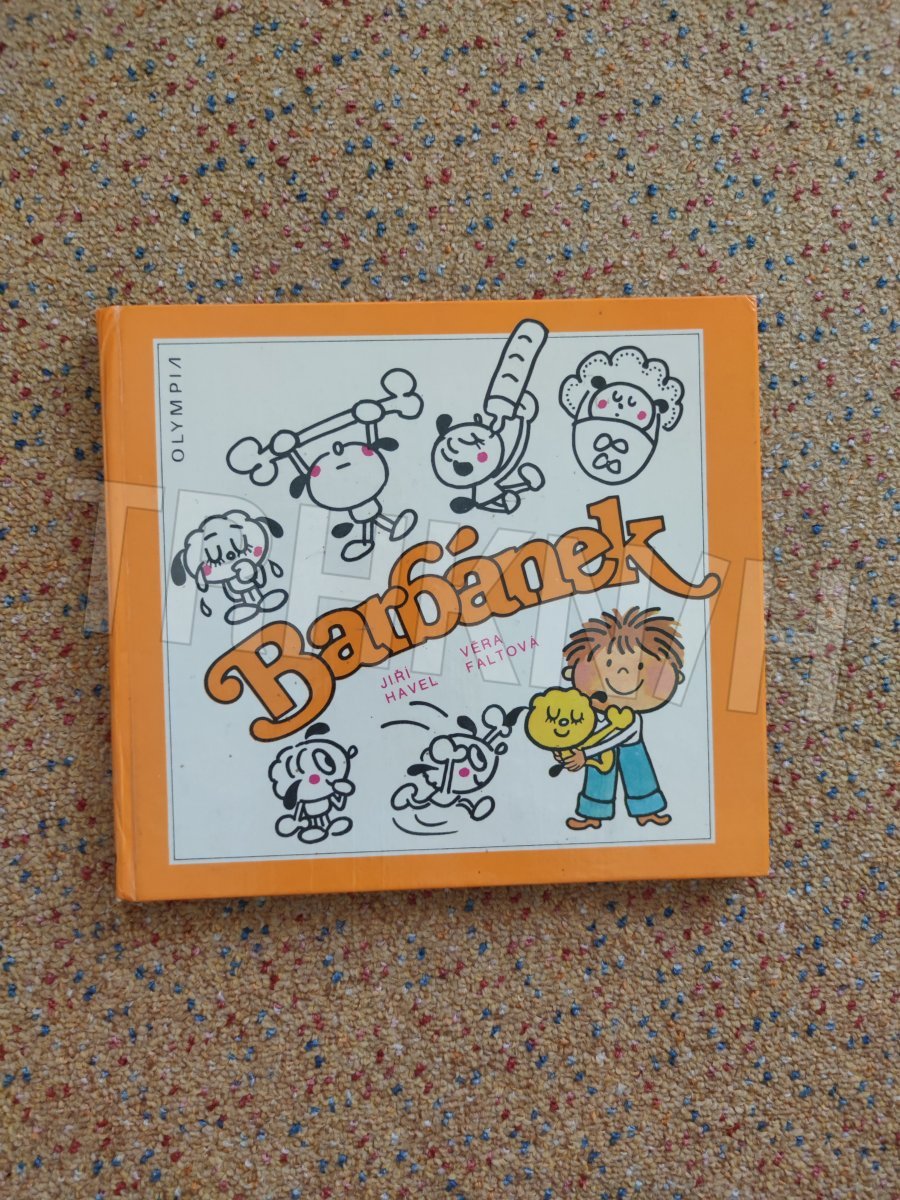 OLYMPIA
Barbánek
JIŘÍ
HAVEL
VĚRA
FALTOVÁ